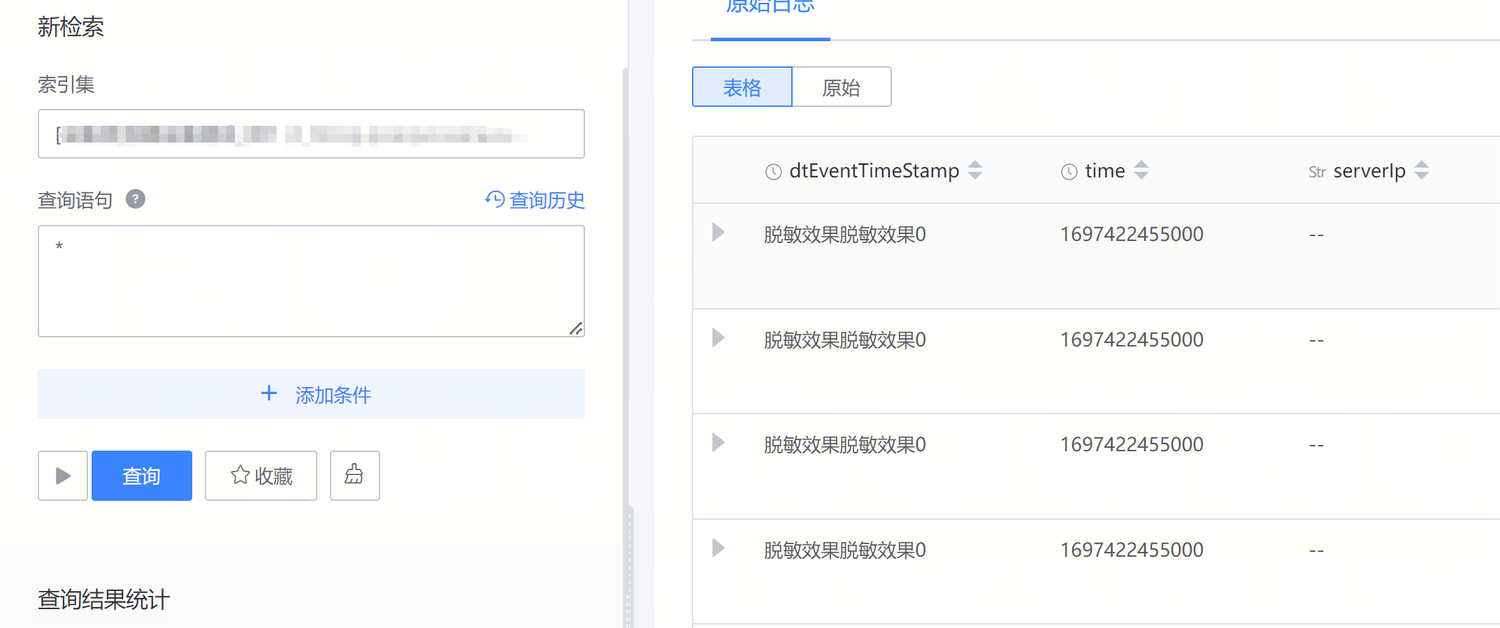 新检索
索引集
查询语句 ?
查询历史
*
+ 添加条件
查询
收藏
查询结果统计
原始日志
表格
原始
dtEventTimeStamp
time
Str serverIp
脱敏效果脱敏效果0 1697422455000 --
脱敏效果脱敏效果0 1697422455000 --
脱敏效果脱敏效果0 1697422455000 --
脱敏效果脱敏效果0 1697422455000 --